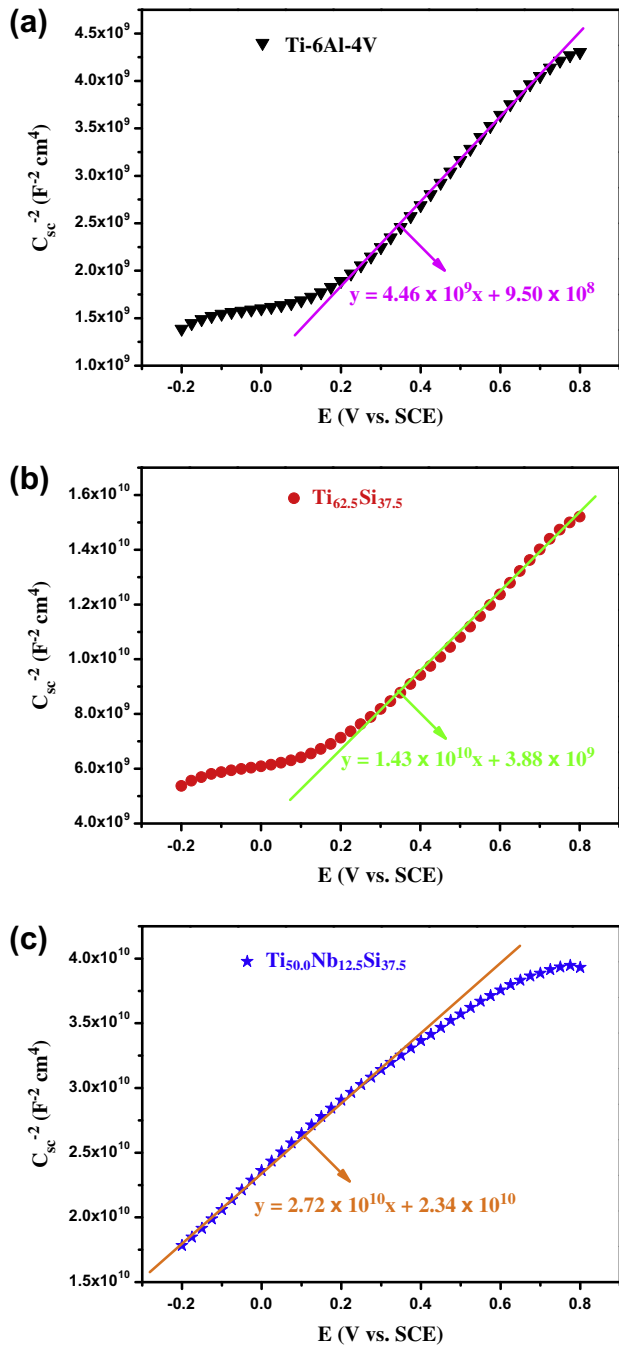 (a)
Ti-6Al-4V
4.5x10⁹
4.0x10⁹
3.5x10⁹
3.0x10⁹
2.5x10⁹
2.0x10⁹
1.5x10⁹
1.0x10⁹
C_sc⁻² (F⁻² cm⁴)
y = 4.46 x 10⁹x + 9.50 x 10⁸
-0.2 0.0 0.2 0.4 0.6 0.8
E (V vs. SCE)
(b)
Ti₆₂.₅Si₃₇.₅
1.6x10¹⁰
1.4x10¹⁰
1.2x10¹⁰
1.0x10¹⁰
8.0x10⁹
6.0x10⁹
4.0x10⁹
C_sc⁻² (F⁻² cm⁴)
y = 1.43 x 10¹⁰x + 3.88 x 10⁹
-0.2 0.0 0.2 0.4 0.6 0.8
E (V vs. SCE)
(c)
Ti₅₀.₀Nb₁₂.₅Si₃₇.₅
4.0x10¹⁰
3.5x10¹⁰
3.0x10¹⁰
2.5x10¹⁰
2.0x10¹⁰
1.5x10¹⁰
C_sc⁻² (F⁻² cm⁴)
y = 2.72 x 10¹⁰x + 2.34 x 10¹⁰
-0.2 0.0 0.2 0.4 0.6 0.8
E (V vs. SCE)